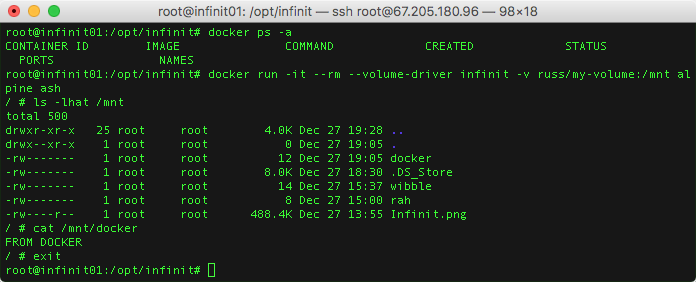 root@infinit01: /opt/infinit — ssh root@67.205.180.96 — 98×18
root@infinit01:/opt/infinit# docker ps -a
CONTAINER ID        IMAGE               COMMAND             CREATED             STATUS
  PORTS               NAMES
root@infinit01:/opt/infinit# docker run -it --rm --volume-driver infinit -v russ/my-volume:/mnt al
pine ash
/ # ls -lhat /mnt
total 500
drwxr-xr-x   25 root     root        4.0K Dec 27 19:28 ..
drwx--xr-x    1 root     root           0 Dec 27 19:05 .
-rw-------    1 root     root          12 Dec 27 19:05 docker
-rw-------    1 root     root        8.0K Dec 27 18:30 .DS_Store
-rw-------    1 root     root          14 Dec 27 15:37 wibble
-rw-------    1 root     root           8 Dec 27 15:00 rah
-rw----r--    1 root     root      488.4K Dec 27 13:55 Infinit.png
/ # cat /mnt/docker
FROM DOCKER
/ # exit
root@infinit01:/opt/infinit#